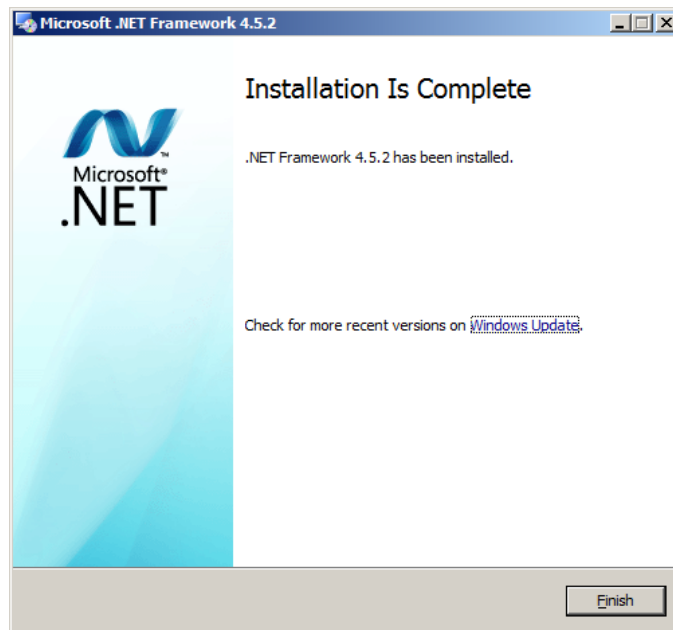 Microsoft .NET Framework 4.5.2
Installation Is Complete
.NET Framework 4.5.2 has been installed.
Microsoft®
.NET
TM
Check for more recent versions on Windows Update.
Finish